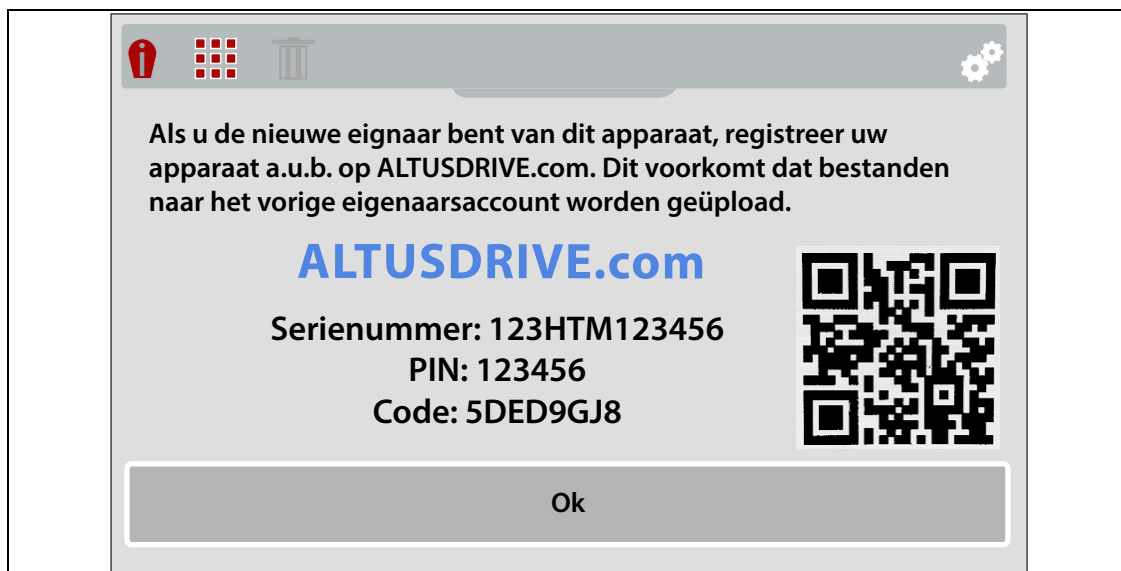 Als u de nieuwe eignaar bent van dit apparaat, registreer uw
apparaat a.u.b. op ALTUSDRIVE.com. Dit voorkomt dat bestanden
naar het vorige eigenaarsaccount worden geüpload.
ALTUSDRIVE.com
Serienummer: 123HTM123456
PIN: 123456
Code: 5DED9GJ8
Ok